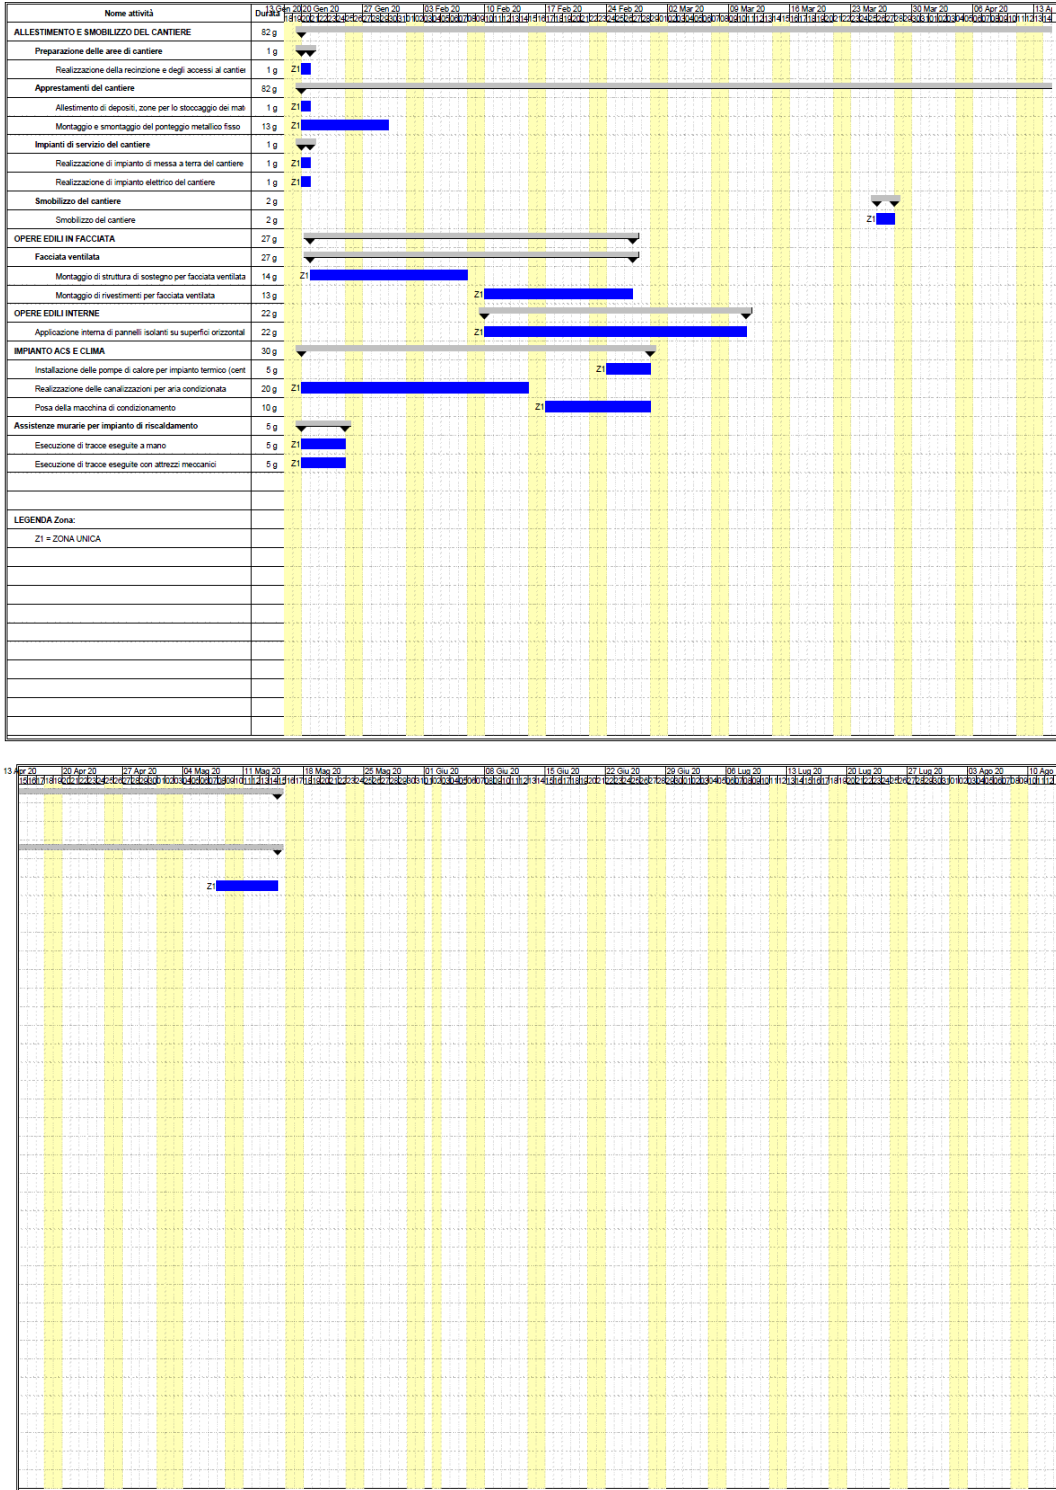 Nome attività Durata
13 Gen 20 20 Gen 20 27 Gen 20 03 Feb 20 10 Feb 20 17 Feb 20 24 Feb 20 02 Mar 20 09 Mar 20 16 Mar 20 23 Mar 20 30 Mar 20 06 Apr 20 13 A
ALLESTIMENTO E SMOBILIZZO DEL CANTIERE 82 g
Preparazione delle aree di cantiere 1 g
Realizzazione della recinzione e degli accessi al cantier 1 g Z1
Apprestamenti del cantiere 82 g
Allestimento di depositi, zone per lo stoccaggio dei mat 1 g Z1
Montaggio e smontaggio del ponteggio metallico fisso 13 g Z1
Impianti di servizio del cantiere 1 g
Realizzazione di impianto di messa a terra del cantiere 1 g Z1
Realizzazione di impianto elettrico del cantiere 1 g Z1
Smobilizzo del cantiere 2 g
Smobilizzo del cantiere 2 g Z1
OPERE EDILI IN FACCIATA 27 g
Facciata ventilata 27 g
Montaggio di struttura di sostegno per facciata ventilata 14 g Z1
Montaggio di rivestimenti per facciata ventilata 13 g Z1
OPERE EDILI INTERNE 22 g
Applicazione interna di pannelli isolanti su superfici orizzontal 22 g Z1
IMPIANTO ACS E CLIMA 30 g
Installazione delle pompe di calore per impianto termico (cent 5 g Z1
Realizzazione delle canalizzazioni per aria condizionata 20 g Z1
Posa della macchina di condizionamento 10 g Z1
Assistenze murarie per impianto di riscaldamento 5 g
Esecuzione di tracce eseguite a mano 5 g Z1
Esecuzione di tracce eseguite con attrezzi meccanici 5 g Z1
LEGENDA Zona:
Z1 = ZONA UNICA
13 Apr 20 20 Apr 20 27 Apr 20 04 Mag 20 11 Mag 20 18 Mag 20 25 Mag 20 01 Giu 20 08 Giu 20 15 Giu 20 22 Giu 20 29 Giu 20 06 Lug 20 13 Lug 20 20 Lug 20 27 Lug 20 03 Ago 20 10 Ago
Z1